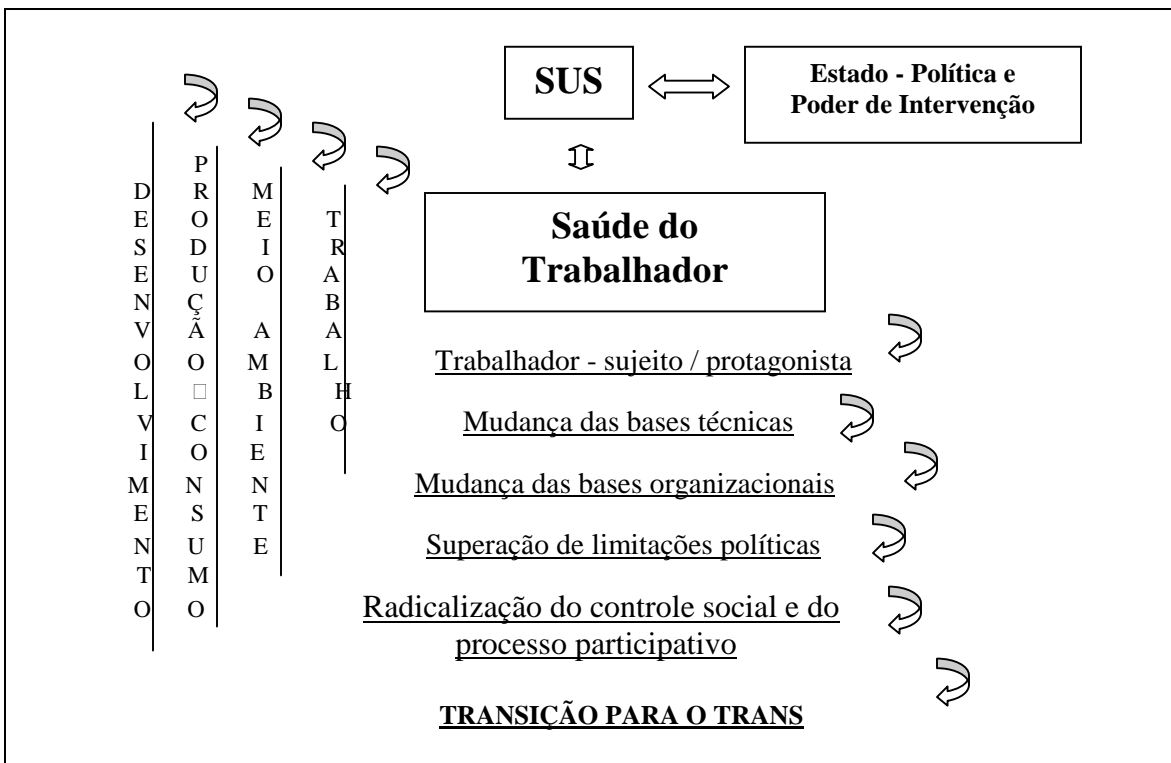 SUS
Estado - Política e
Poder de Intervenção
DESENVOLVIMENTO
PRODUÇÃO □ CONSUMO
MEIO AMBIENTE
TRABALHO
Saúde do
Trabalhador
Trabalhador - sujeito / protagonista
Mudança das bases técnicas
Mudança das bases organizacionais
Superação de limitações políticas
Radicalização do controle social e do
processo participativo
TRANSIÇÃO PARA O TRANS